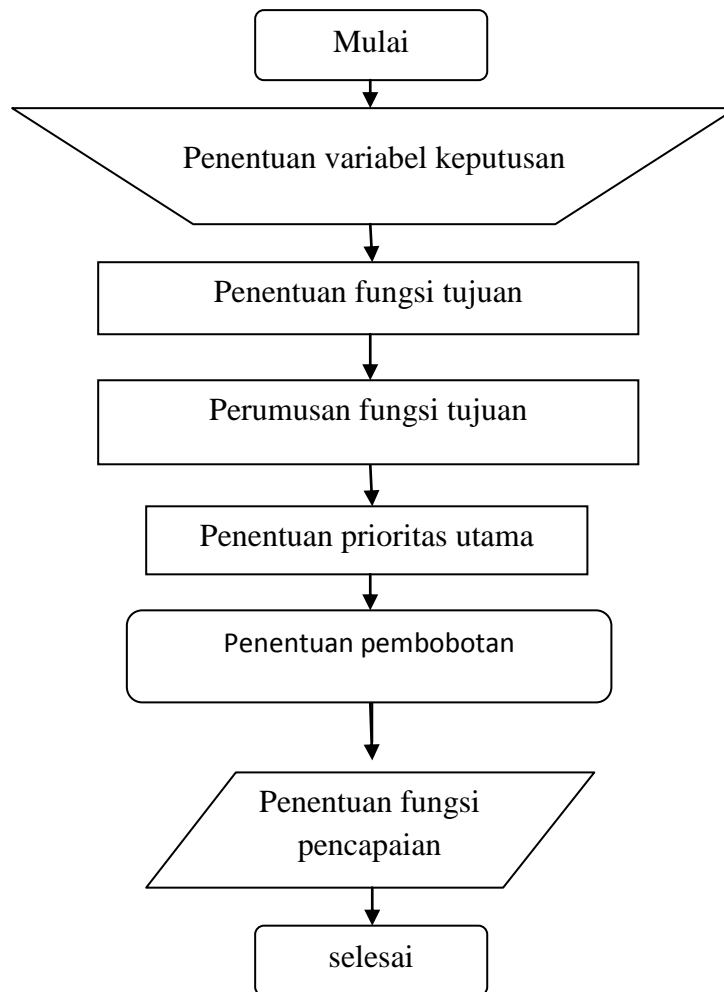 Mulai
Penentuan variabel keputusan
Penentuan fungsi tujuan
Perumusan fungsi tujuan
Penentuan prioritas utama
Penentuan pembobotan
Penentuan fungsi
pencapaian
selesai